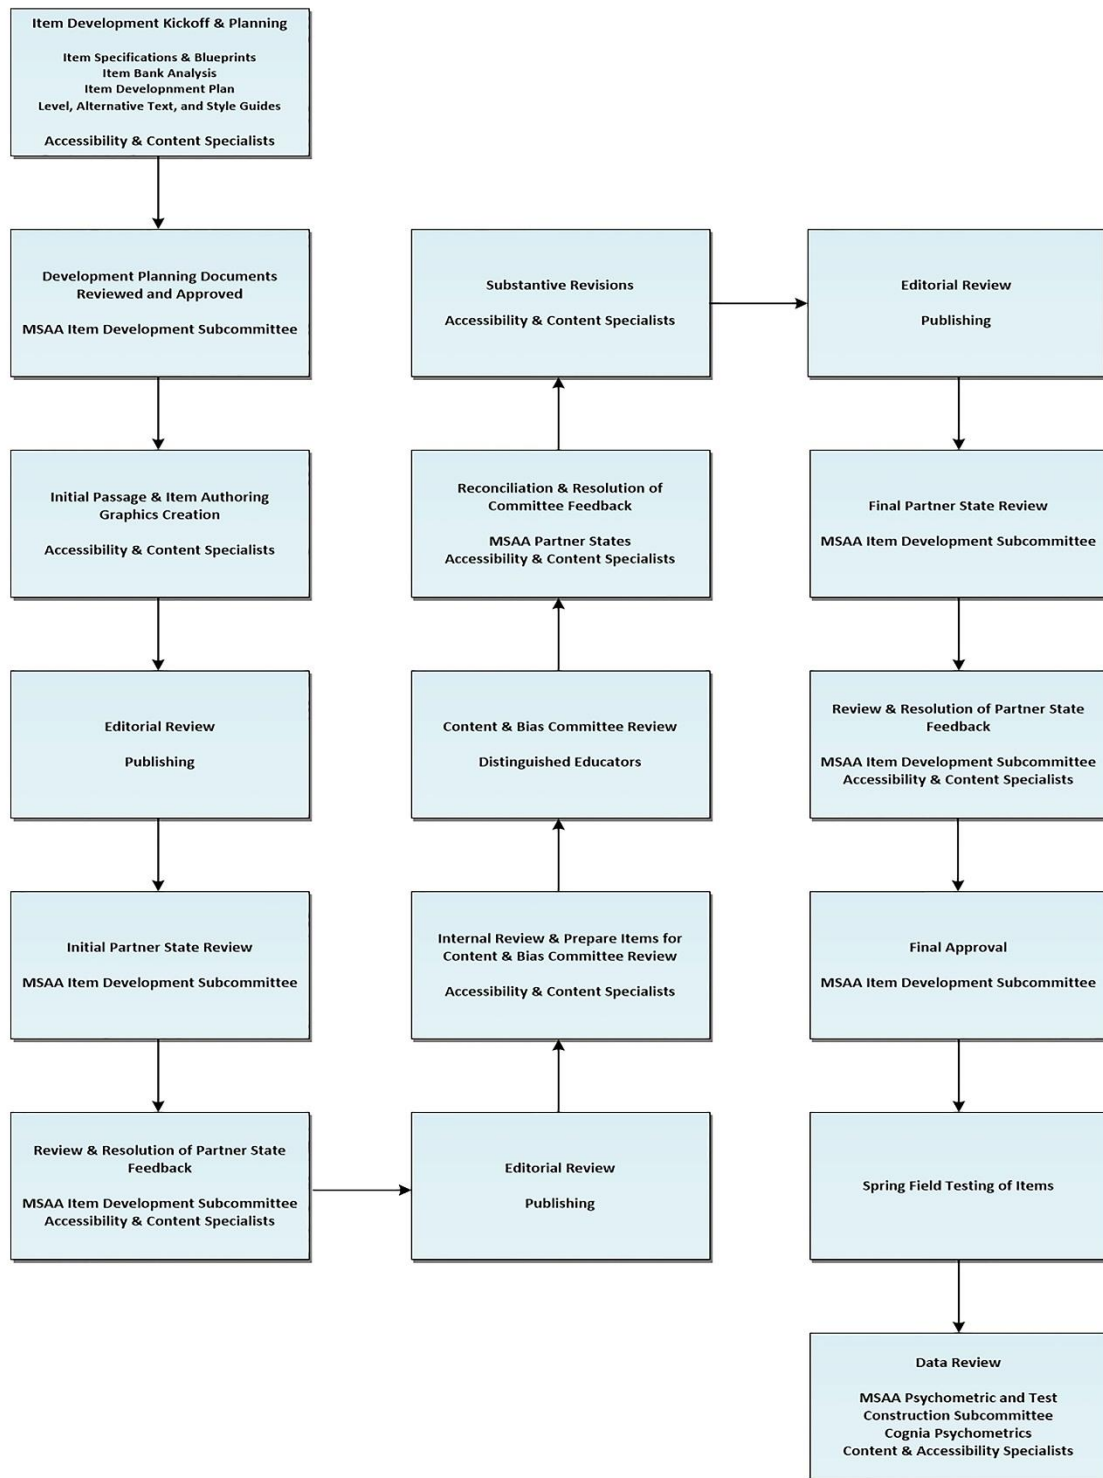 Item Development Kickoff & Planning
Item Specifications & Blueprints
Item Bank Analysis
Item Developnment Plan
Level, Alternative Text, and Style Guides
Accessibility & Content Specialists
Development Planning Documents
Reviewed and Approved
MSAA Item Development Subcommittee
Initial Passage & Item Authoring
Graphics Creation
Accessibility & Content Specialists
Editorial Review
Publishing
Initial Partner State Review
MSAA Item Development Subcommittee
Review & Resolution of Partner State
Feedback
MSAA Item Development Subcommittee
Accessibility & Content Specialists
Editorial Review
Publishing
Internal Review & Prepare Items for
Content & Bias Committee Review
Accessibility & Content Specialists
Content & Bias Committee Review
Distinguished Educators
Reconciliation & Resolution of
Committee Feedback
MSAA Partner States
Accessibility & Content Specialists
Substantive Revisions
Accessibility & Content Specialists
Editorial Review
Publishing
Final Partner State Review
MSAA Item Development Subcommittee
Review & Resolution of Partner State
Feedback
MSAA Item Development Subcommittee
Accessibility & Content Specialists
Final Approval
MSAA Item Development Subcommittee
Spring Field Testing of Items
Data Review
MSAA Psychometric and Test
Construction Subcommittee
Cognia Psychometrics
Content & Accessibility Specialists